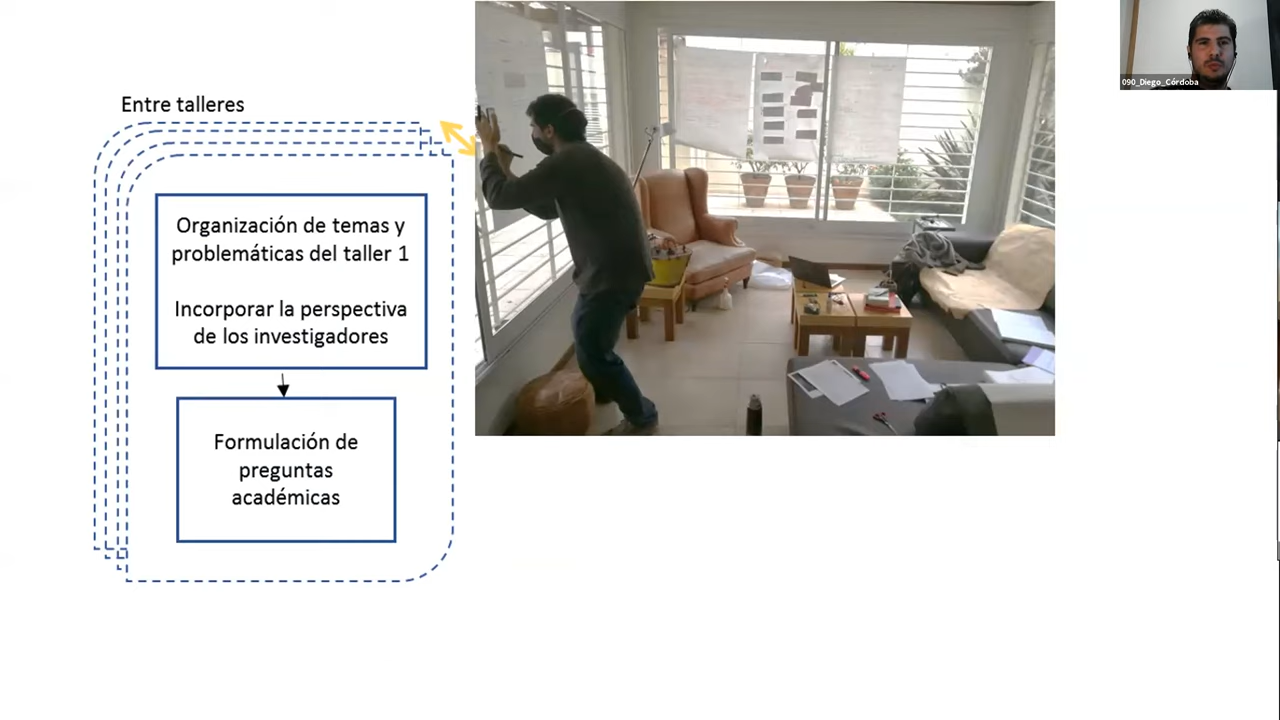 Entre talleres
Organización de temas y
problemáticas del taller 1
Incorporar la perspectiva
de los investigadores
Formulación de
preguntas
académicas
090_Diego_Córdoba